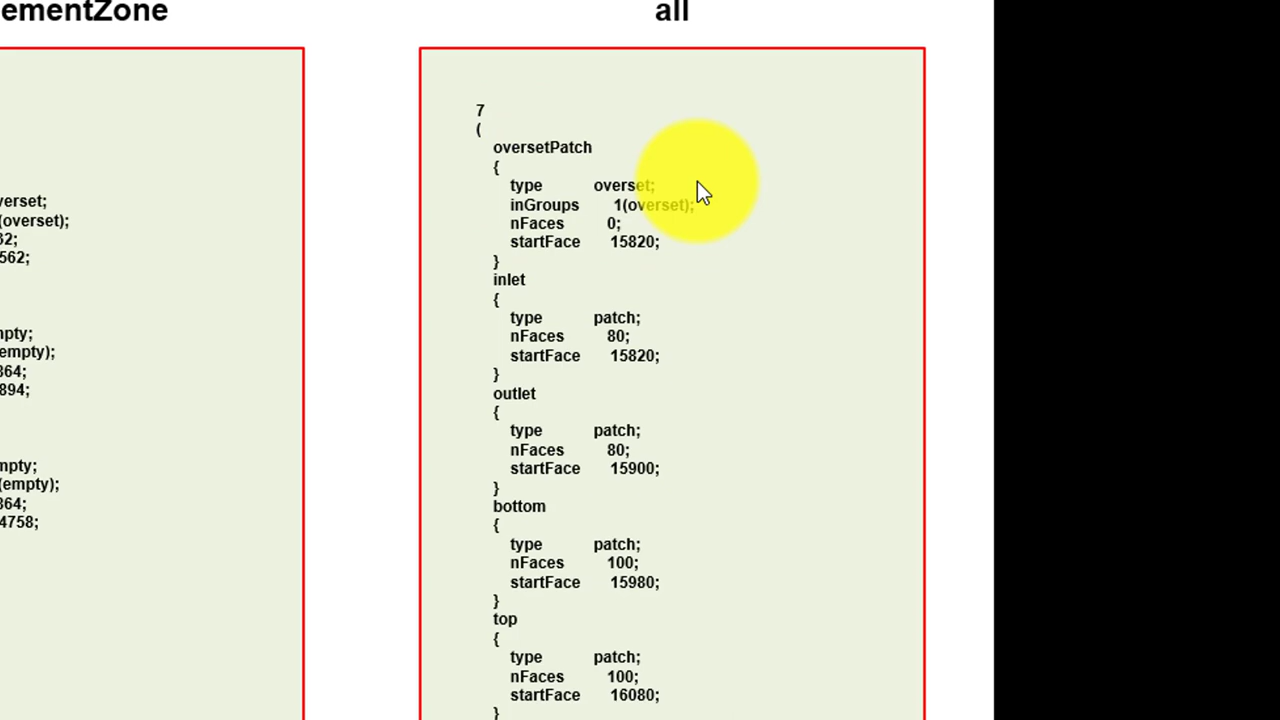 ementZone
all
verset;
(overset);
562;
mpty;
empty);
364;
894;
mpty;
(empty);
364;
4758;
7
(
oversetPatch
{
type overset;
inGroups 1(overset);
nFaces 0;
startFace 15820;
}
inlet
{
type patch;
nFaces 80;
startFace 15820;
}
outlet
{
type patch;
nFaces 80;
startFace 15900;
}
bottom
{
type patch;
nFaces 100;
startFace 15980;
}
top
{
type patch;
nFaces 100;
startFace 16080;
}